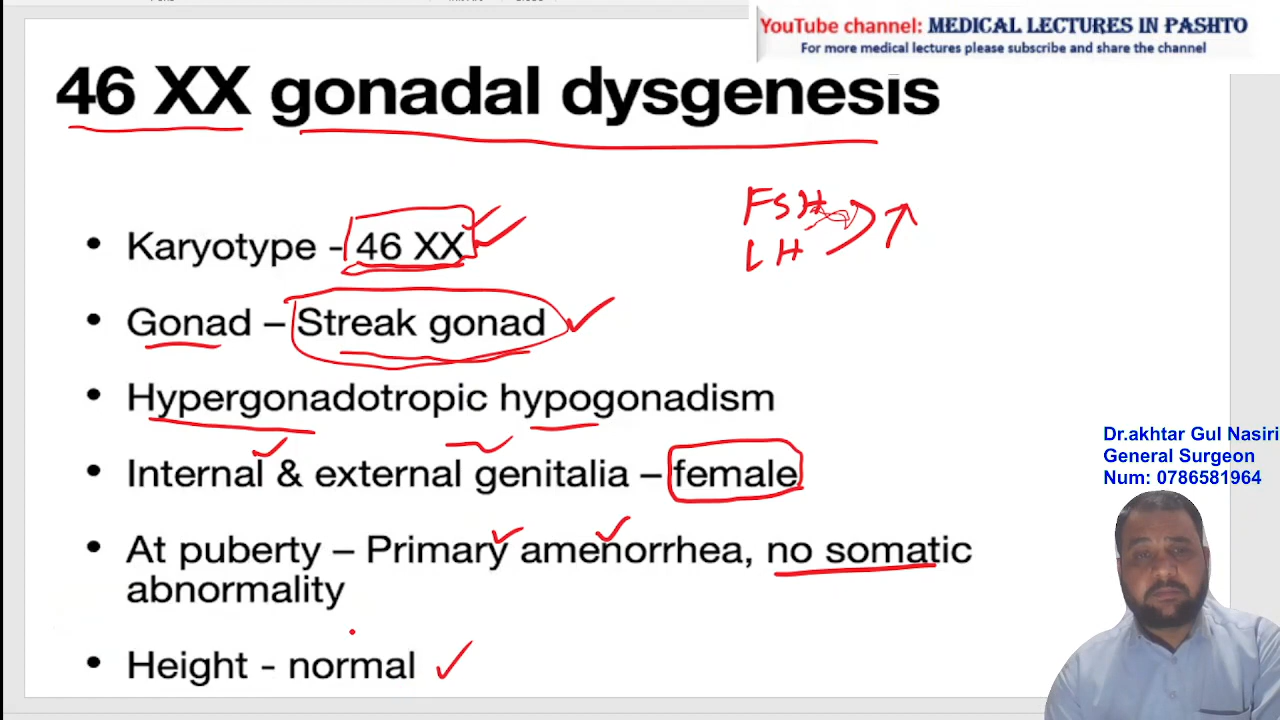 YouTube channel: MEDICAL LECTURES IN PASHTO
For more medical lectures please subscribe and share the channel
46 XX gonadal dysgenesis
FSH
LH
• Karyotype - 46 XX
• Gonad – Streak gonad
• Hypergonadotropic hypogonadism
• Internal & external genitalia – female
• At puberty – Primary amenorrhea, no somatic
abnormality
• Height - normal
Dr.akhtar Gul Nasiri
General Surgeon
Num: 0786581964